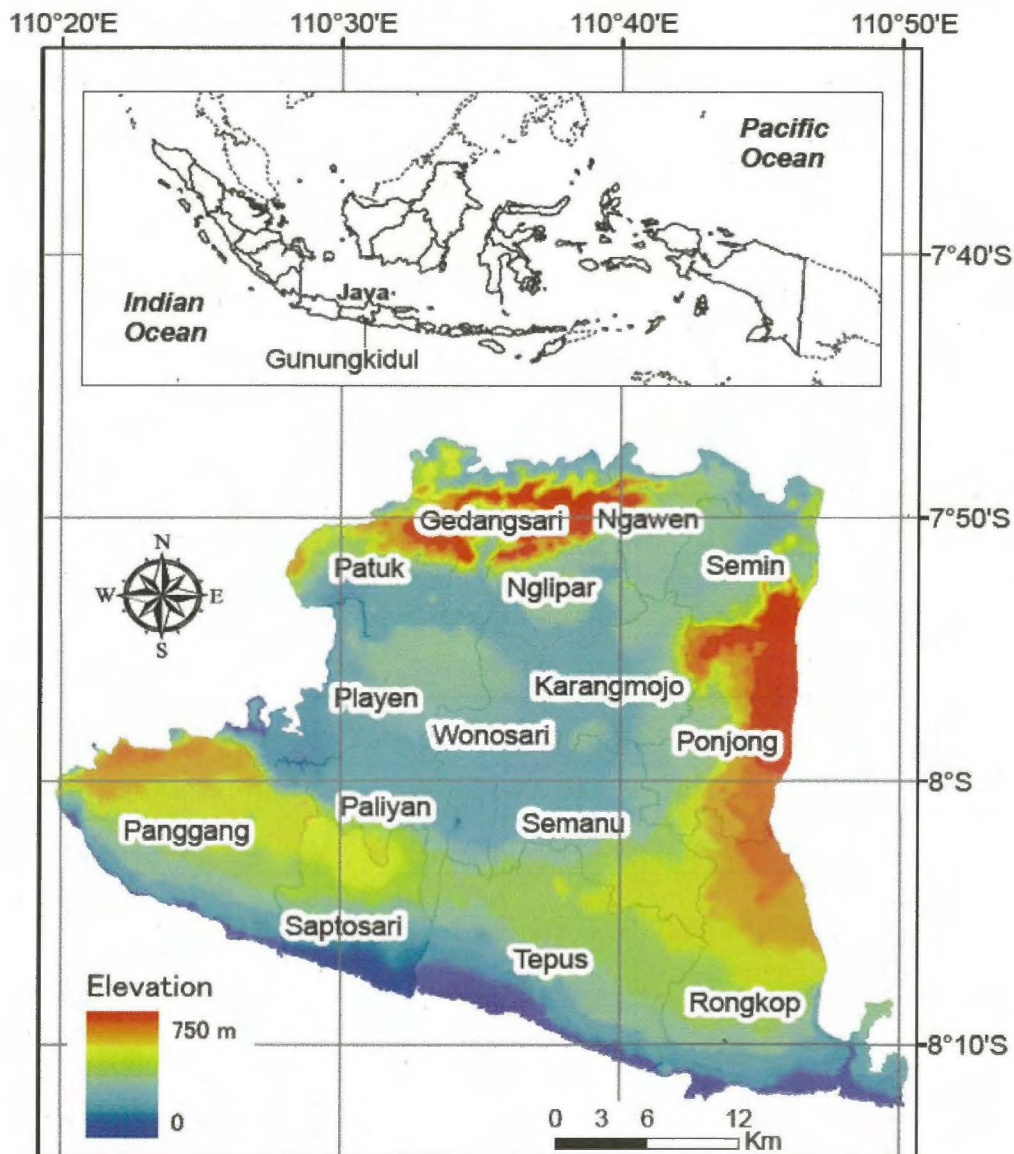 110°20'E 110°30'E 110°40'E 110°50'E
Pacific
Ocean
7°40'S
Jaya
Indian
Ocean
Gunungkidul
7°50'S
Gedangsari Ngawen
N
Patuk
Nglipar
Semin
W E
S
Playen
Karangmojo
Wonosari
Ponjong
8°S
Paliyan
Panggang
Semanu
Saptosari
Tepus
Elevation
Rongkop
750 m
8°10'S
0
0 3 6 12
Km